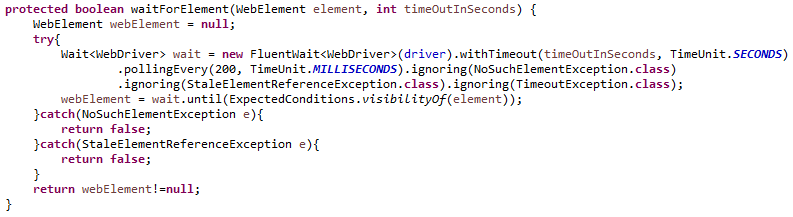 protected boolean waitForElement(WebElement element, int timeOutInSeconds) {
    WebElement webElement = null;
    try{
        Wait<WebDriver> wait = new FluentWait<WebDriver>(driver).withTimeout(timeOutInSeconds, TimeUnit.SECONDS)
                .pollingEvery(200, TimeUnit.MILLISECONDS).ignoring(NoSuchElementException.class)
                .ignoring(StaleElementReferenceException.class).ignoring(TimeoutException.class);
        webElement = wait.until(ExpectedConditions.visibilityOf(element));
    }catch(NoSuchElementException e){
        return false;
    }catch(StaleElementReferenceException e){
        return false;
    }
    return webElement!=null;
}